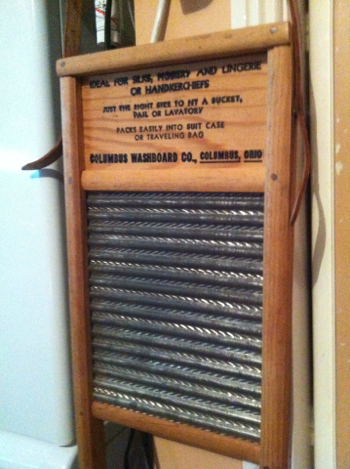 IDEAL FOR SILKS, HOSIERY AND LINGERIE
OR HANDKERCHIEFS
JUST THE RIGHT SIZE TO FIT A BUCKET,
PAIL OR LAVATORY
PACKS EASILY INTO SUIT CASE
OR TRAVELING BAG
COLUMBUS WASHBOARD CO., COLUMBUS, OHIO